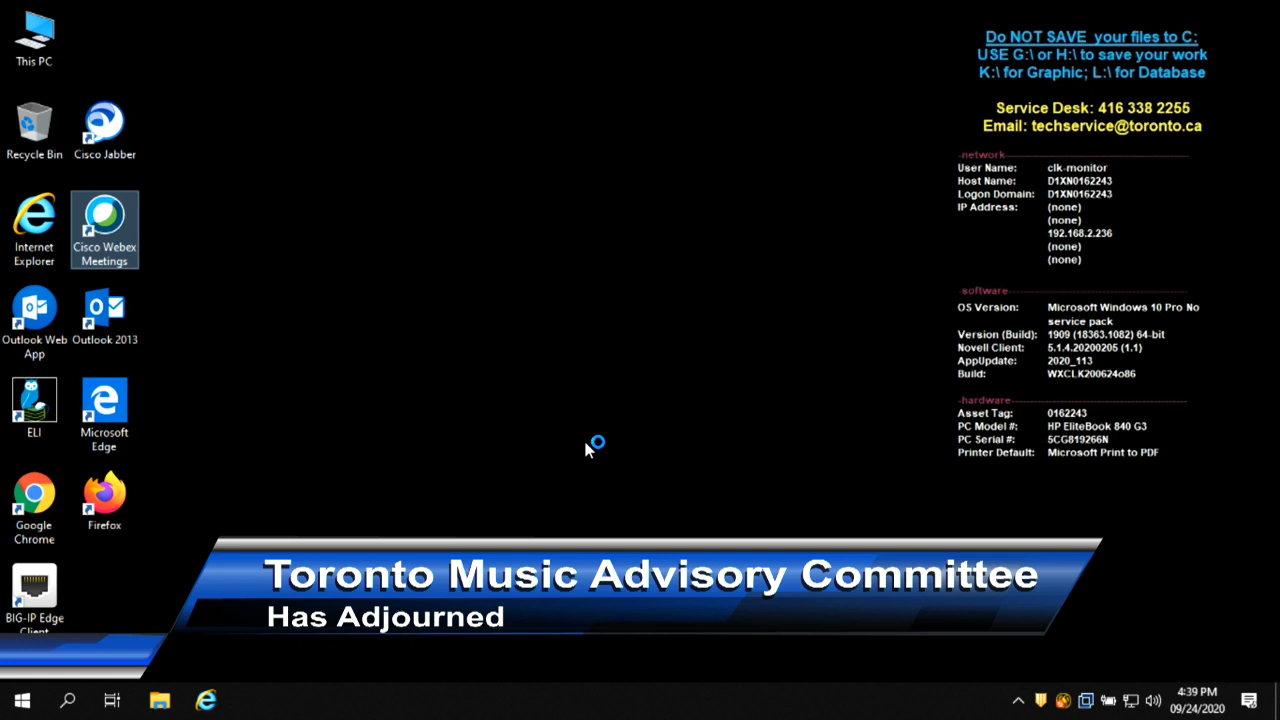 This PC
Recycle Bin
Cisco Jabber
Internet
Explorer
Cisco Webex
Meetings
Outlook Web
App
Outlook 2013
ELI
Microsoft
Edge
Google
Chrome
Firefox
BIG-IP Edge
Client
Do NOT SAVE your files to C:
USE G:\ or H:\ to save your work
K:\ for Graphic; L:\ for Database
Service Desk: 416 338 2255
Email: techservice@toronto.ca
-network
User Name: clk-monitor
Host Name: D1XN0162243
Logon Domain: D1XN0162243
IP Address: (none)
(none)
192.168.2.236
(none)
(none)
-software
OS Version: Microsoft Windows 10 Pro No
service pack
Version (Build): 1909 (18363.1082) 64-bit
Novell Client: 5.1.4.20200205 (1.1)
AppUpdate: 2020_113
Build: WXCLK200624o86
-hardware
Asset Tag: 0162243
PC Model #: HP EliteBook 840 G3
PC Serial #: 5CG819266N
Printer Default: Microsoft Print to PDF
Toronto Music Advisory Committee
Has Adjourned
4:39 PM
09/24/2020